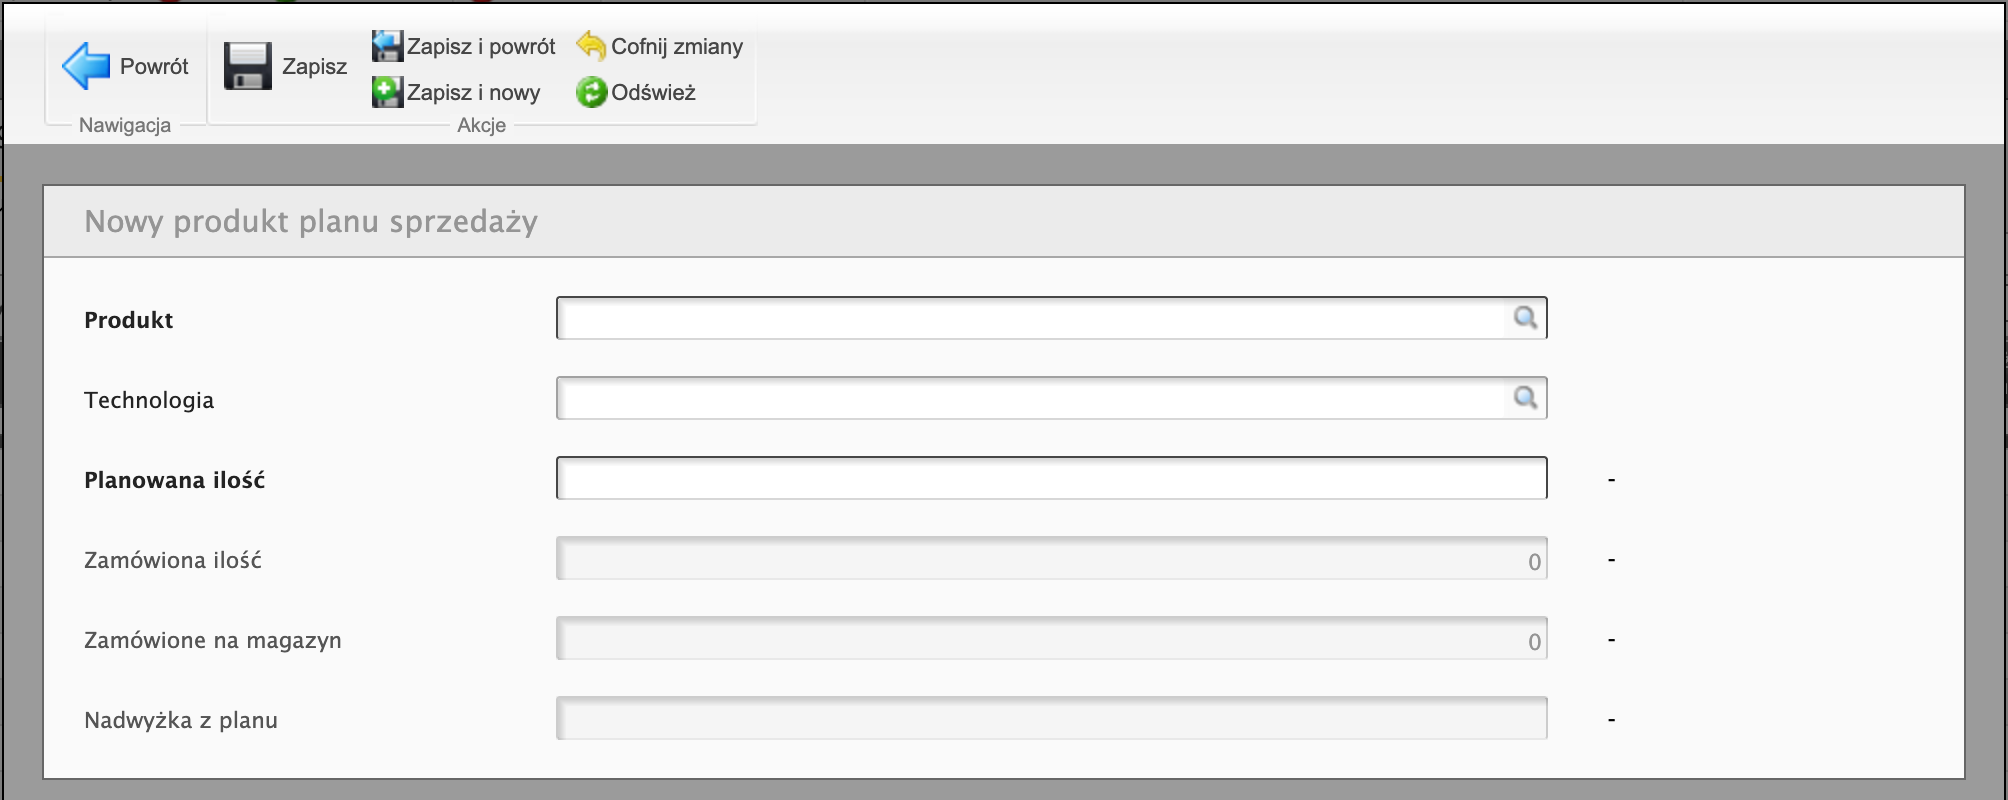 Powrót
Zapisz
Zapisz i powrót
Cofnij zmiany
Zapisz i nowy
Odśwież
Nawigacja
Akcje
Nowy produkt planu sprzedaży
Produkt
Technologia
Planowana ilość -
Zamówiona ilość 0 -
Zamówione na magazyn 0 -
Nadwyżka z planu -